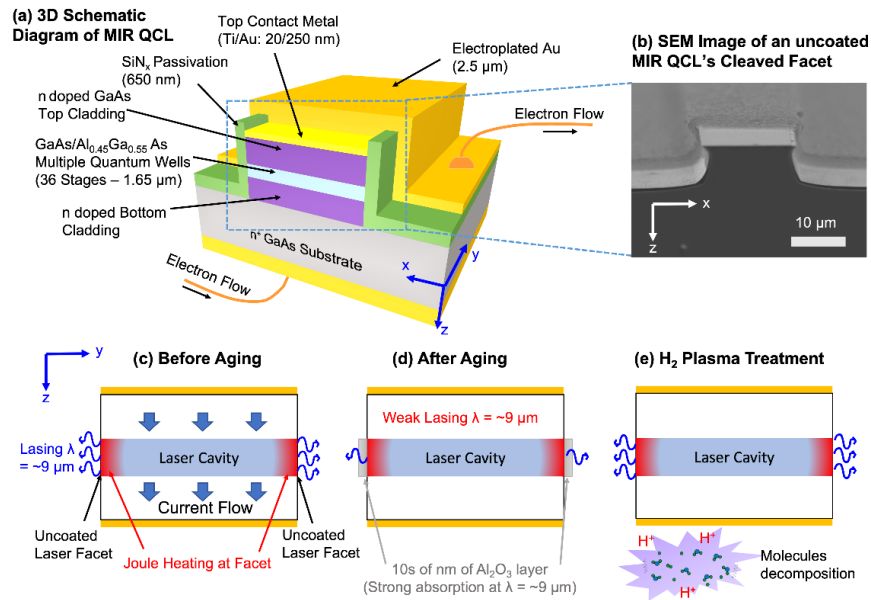 (a) 3D Schematic
Diagram of MIR QCL
Top Contact Metal
(Ti/Au: 20/250 nm)
SiNx Passivation
(650 nm)
Electroplated Au
(2.5 μm)
n doped GaAs
Top Cladding
GaAs/Al0.45Ga0.55 As
Multiple Quantum Wells
(36 Stages – 1.65 μm)
n doped Bottom
Cladding
n+ GaAs Substrate
Electron Flow
Electron Flow
x
y
z
(b) SEM Image of an uncoated
MIR QCL's Cleaved Facet
x
z
10 μm
y
z
(c) Before Aging
Lasing λ
= ~9 μm
Laser Cavity
Current Flow
Uncoated
Laser Facet
Joule Heating at Facet
Uncoated
Laser Facet
(d) After Aging
Weak Lasing λ = ~9 μm
Laser Cavity
10s of nm of Al2O3 layer
(Strong absorption at λ = ~9 μm)
(e) H2 Plasma Treatment
Laser Cavity
H+
H+
H+
Molecules
decomposition